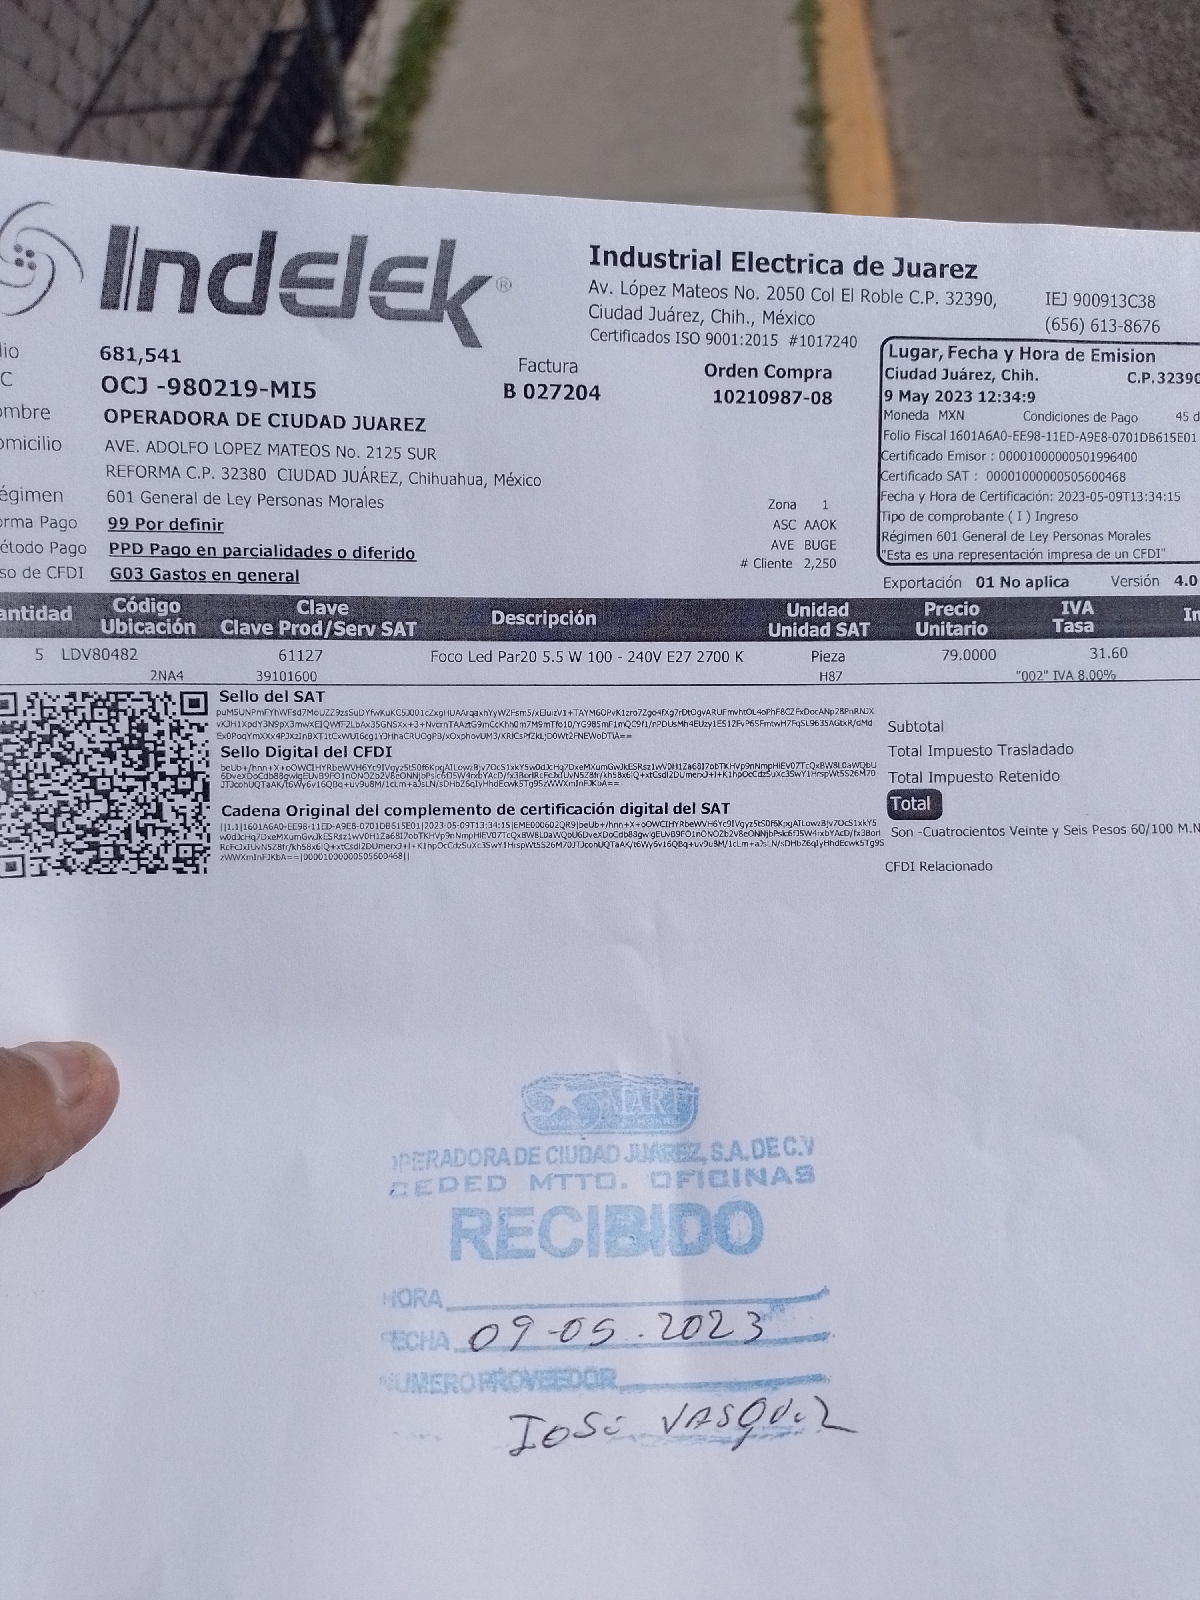 Indelek®
Industrial Electrica de Juarez
Av. López Mateos No. 2050 Col El Roble C.P. 32390,
Ciudad Juárez, Chih., México
Certificados ISO 9001:2015 #1017240
IEJ 900913C38
(656) 613-8676
lio 681,541
C OCJ -980219-MI5
Factura
B 027204
Orden Compra
10210987-08
ombre OPERADORA DE CIUDAD JUAREZ
omicilio AVE. ADOLFO LOPEZ MATEOS No. 2125 SUR
REFORMA C.P. 32380 CIUDAD JUÁREZ, Chihuahua, México
égimen 601 General de Ley Personas Morales
orma Pago 99 Por definir
étodo Pago PPD Pago en parcialidades o diferido
so de CFDI G03 Gastos en general
Zona 1
ASC AAOK
AVE BUGE
# Cliente 2,250
Lugar, Fecha y Hora de Emision
Ciudad Juárez, Chih. C.P. 32390
9 May 2023 12:34:9
Moneda MXN Condiciones de Pago 45 d
Folio Fiscal 1601A6A0-EE98-11ED-A9E8-0701DB615E01
Certificado Emisor : 00001000000501996400
Certificado SAT : 00001000000505600468
Fecha y Hora de Certificación: 2023-05-09T13:34:15
Tipo de comprobante ( I ) Ingreso
Régimen 601 General de Ley Personas Morales
"Esta es una representación impresa de un CFDI"
Exportación 01 No aplica Versión 4.0
antidad Código Ubicación Clave Clave Prod/Serv SAT Descripción Unidad Unidad SAT Precio Unitario IVA Tasa Im
5 LDV80482 61127 Foco Led Par20 5.5 W 100 - 240V E27 2700 K Pieza 79.0000 31.60
2NA4 39101600 H87 "002" IVA 8.00%
Sello del SAT
Sello Digital del CFDI
Cadena Original del complemento de certificación digital del SAT
Subtotal
Total Impuesto Trasladado
Total Impuesto Retenido
Total
Son -Cuatrocientos Veinte y Seis Pesos 60/100 M.N
CFDI Relacionado
OPERADORA DE CIUDAD JUAREZ, S.A. DE C.V
CEDED MTTO. OFICINAS
RECIBIDO
HORA
FECHA 09-05.2023
NUMERO PROVEEDOR
José Vasquez